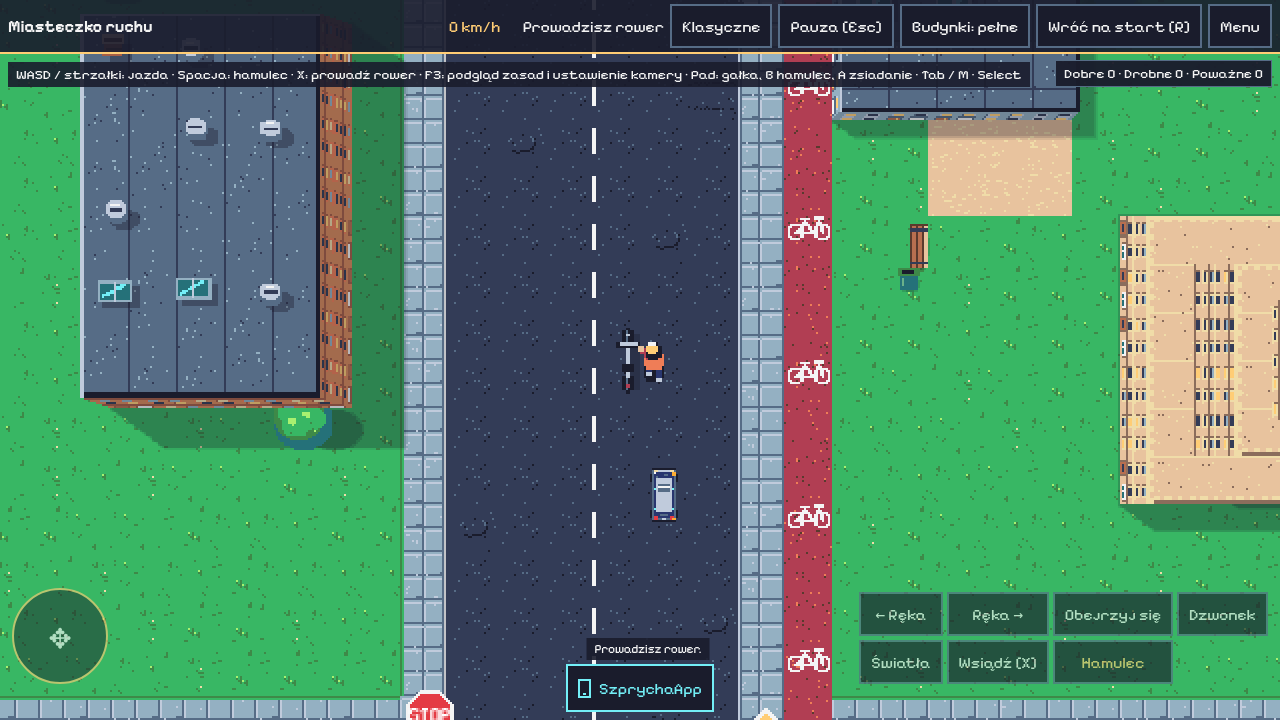 Miasteczko ruchu
0 km/h
Prowadzisz rower
Klasyczne
Pauza (Esc)
Budynki: pełne
Wróć na start (R)
Menu
WASD / strzałki: jazda · Spacja: hamulec · X: prowadź rower · F3: podgląd zasad i ustawienie kamery · Pad: gałka, B hamulec, A zsiadanie · Tab / M · Select
Dobre 0 · Drobne 0 · Poważne 0
← Ręka
Ręka →
Obejrzyj się
Dzwonek
Światła
Wsiądź (X)
Hamulec
Prowadzisz rower.
SzprychaApp
STOP